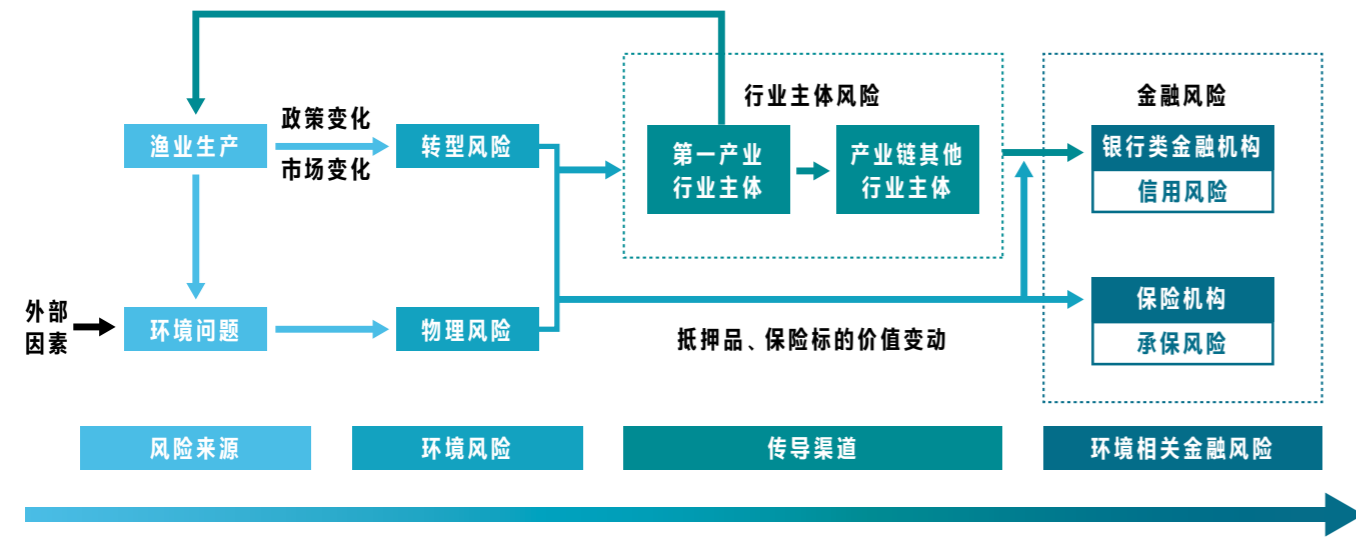 行业主体风险
金融风险
政策变化
渔业生产
市场变化
转型风险
第一产业
行业主体
产业链其他
行业主体
银行类金融机构
信用风险
外部
因素
环境问题
物理风险
抵押品、保险标的价值变动
保险机构
承保风险
风险来源
环境风险
传导渠道
环境相关金融风险